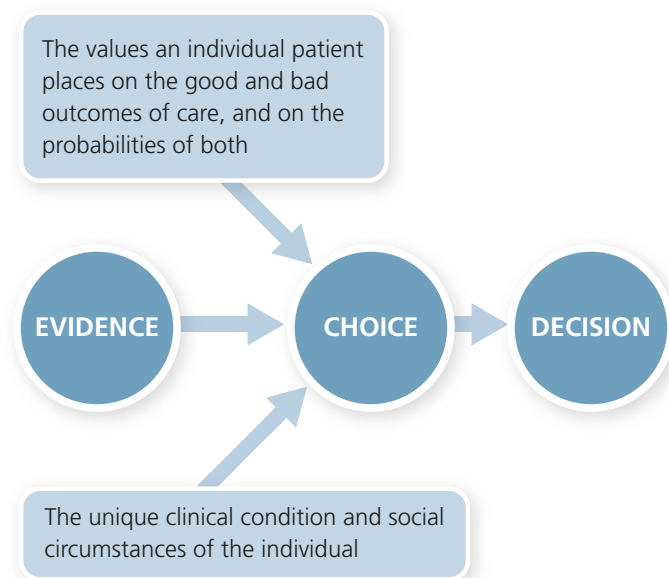 The values an individual patient
places on the good and bad
outcomes of care, and on the
probabilities of both
EVIDENCE
CHOICE
DECISION
The unique clinical condition and social
circumstances of the individual